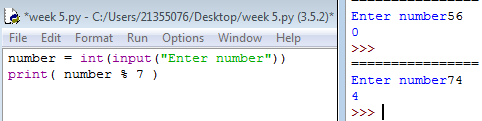 *week 5.py - C:/Users/21355076/Desktop/week 5.py (3.5.2)*
File Edit Format Run Options Window Help
number = int(input("Enter number"))
print( number % 7 )
================
Enter number56
0
>>>
================
Enter number74
4
>>>